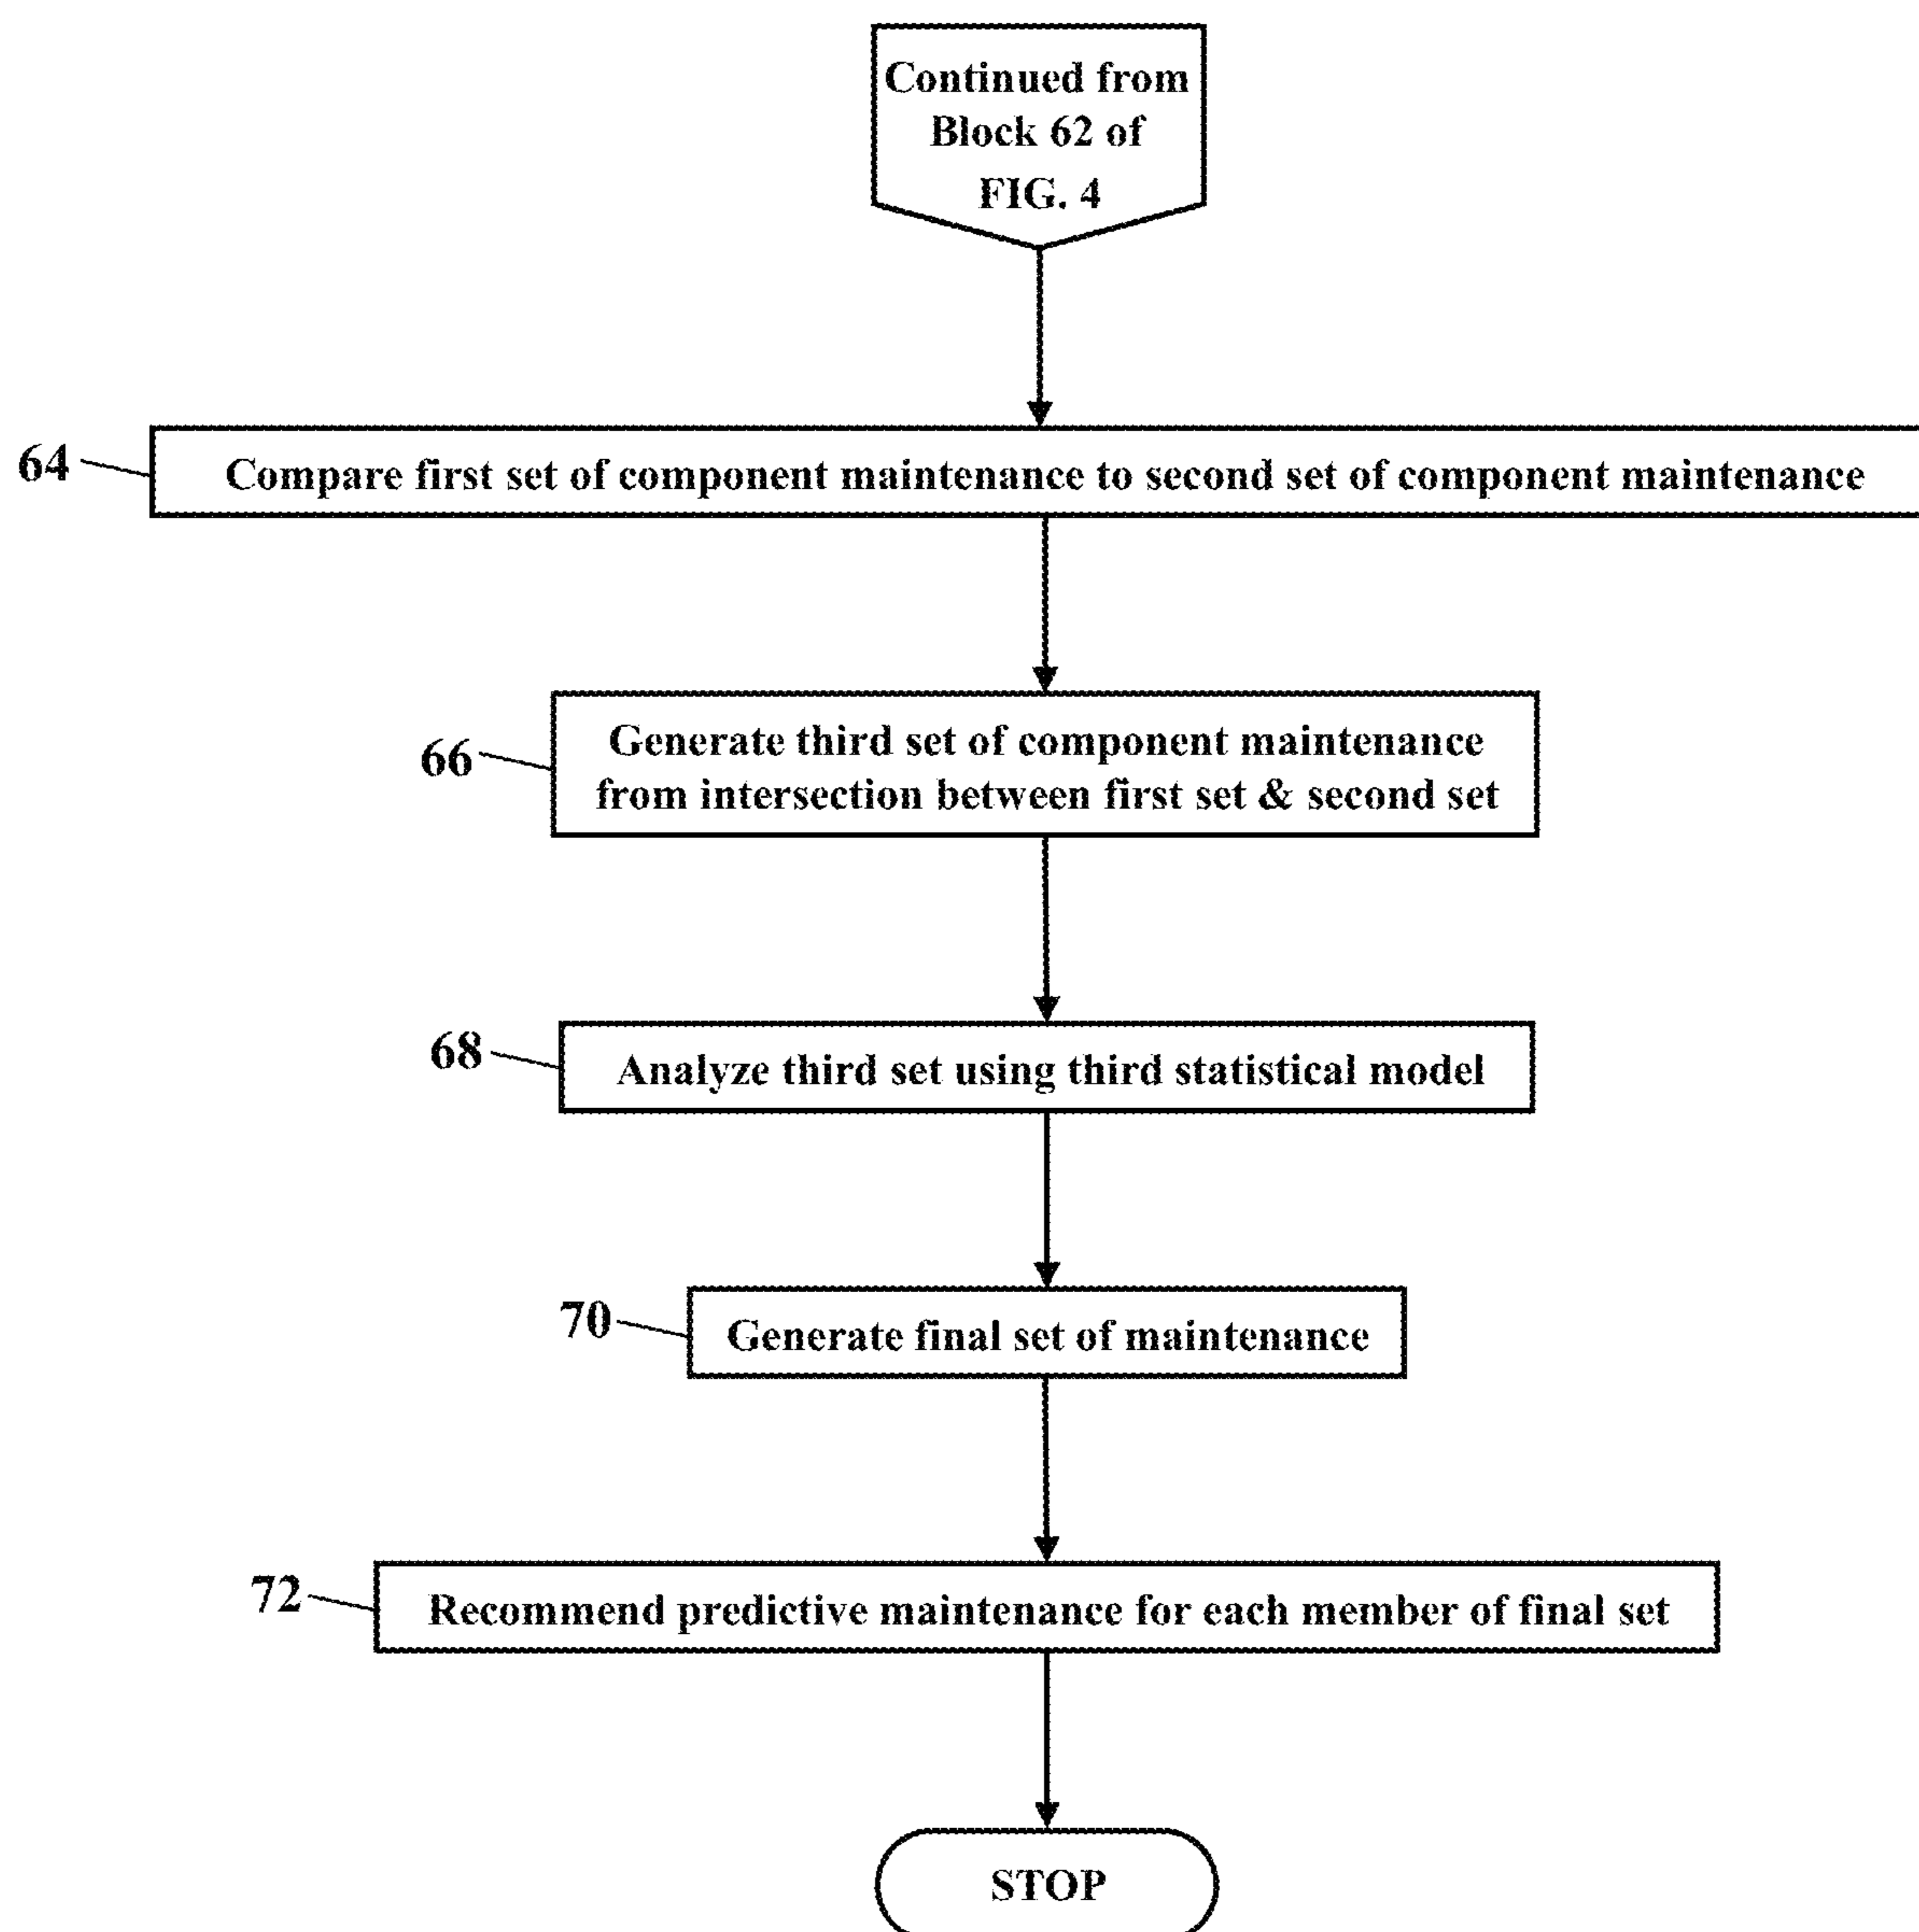 Continued from
Block 62 of
FIG. 4
64
Compare first set of component maintenance to second set of component maintenance
66
Generate third set of component maintenance
from intersection between first set & second set
68
Analyze third set using third statistical model
70
Generate final set of maintenance
72
Recommend predictive maintenance for each member of final set
STOP